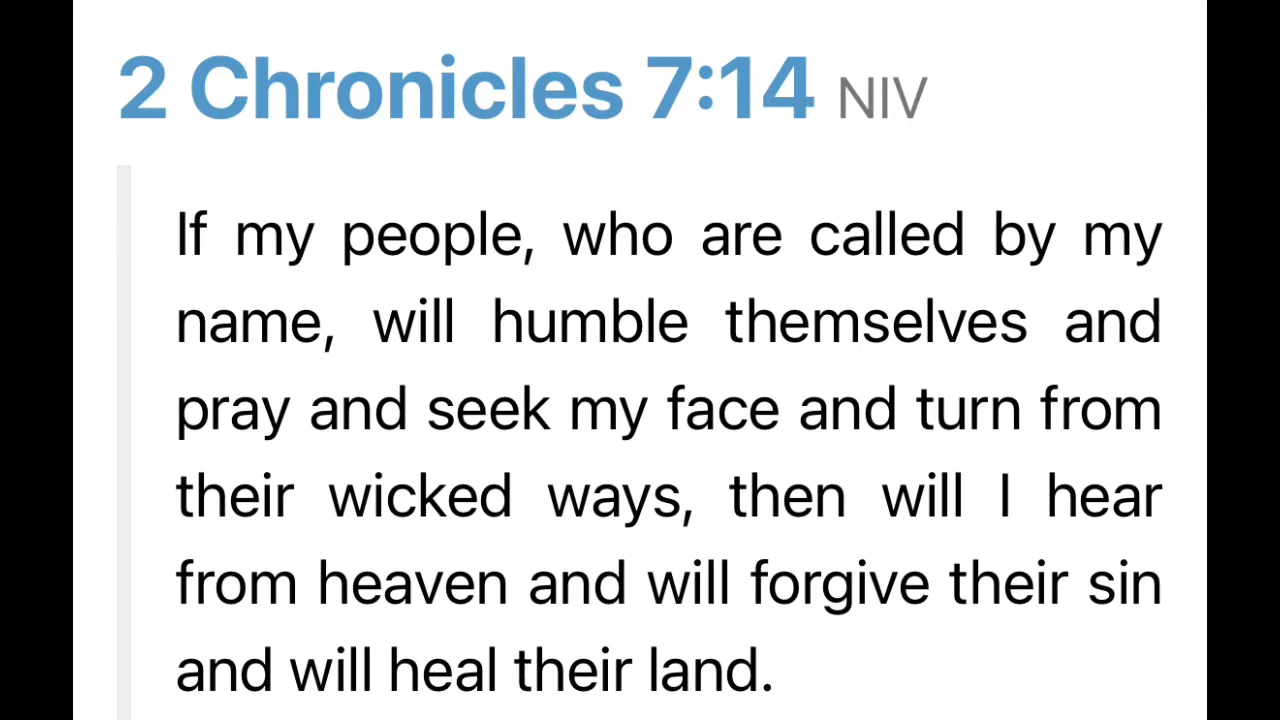 2 Chronicles 7:14 NIV
If my people, who are called by my
name, will humble themselves and
pray and seek my face and turn from
their wicked ways, then will I hear
from heaven and will forgive their sin
and will heal their land.